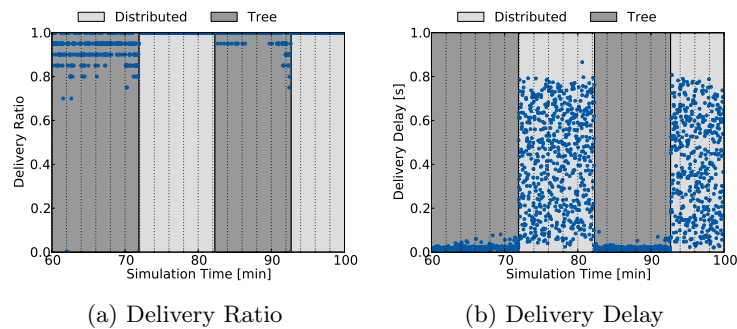 Distributed Tree
1.0
0.8
0.6
0.4
0.2
0.0
Delivery Ratio
60 70 80 90 100
Simulation Time [min]
(a) Delivery Ratio
Distributed Tree
1.0
0.8
0.6
0.4
0.2
0.0
Delivery Delay [s]
60 70 80 90 100
Simulation Time [min]
(b) Delivery Delay